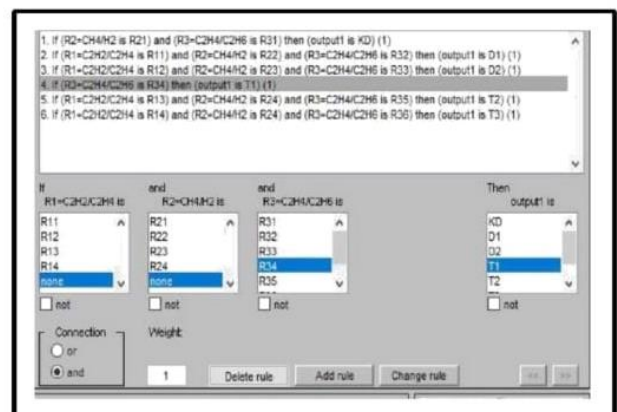 1. If (R2=CH4/H2 is R21) and (R3=C2H4/C2H6 is R31) then (output1 is KD) (1)
2. If (R1=C2H2/C2H4 is R11) and (R2=CH4/H2 is R22) and (R3=C2H4/C2H6 is R32) then (output1 is D1) (1)
3. If (R1=C2H2/C2H4 is R12) and (R2=CH4/H2 is R23) and (R3=C2H4/C2H6 is R33) then (output1 is D2) (1)
4. If (R3=C2H4/C2H6 is R34) then (output1 is T1) (1)
5. If (R1=C2H2/C2H4 is R13) and (R2=CH4/H2 is R24) and (R3=C2H4/C2H6 is R35) then (output1 is T2) (1)
6. If (R1=C2H2/C2H4 is R14) and (R2=CH4/H2 is R24) and (R3=C2H4/C2H6 is R36) then (output1 is T3) (1)
If and and Then
R1=C2H2/C2H4 is R2=CH4/H2 is R3=C2H4/C2H6 is output1 is
R11 R21 R31 KD
R12 R22 R32 D1
R13 R23 R33 D2
R14 R24 R34 T1
none none R35 T2
not not not not
Connection Weight:
or
and 1 Delete rule Add rule Change rule << >>